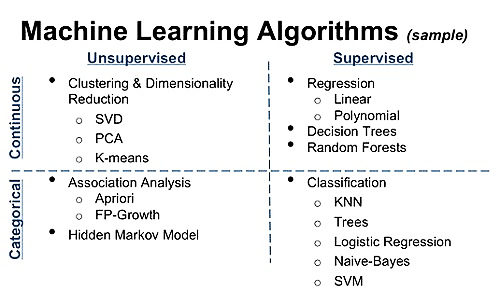 Machine Learning Algorithms (sample)
Unsupervised
Supervised
Continuous
• Clustering & Dimensionality
Reduction
o SVD
o PCA
o K-means
• Regression
o Linear
o Polynomial
• Decision Trees
• Random Forests
Categorical
• Association Analysis
o Apriori
o FP-Growth
• Hidden Markov Model
• Classification
o KNN
o Trees
o Logistic Regression
o Naive-Bayes
o SVM